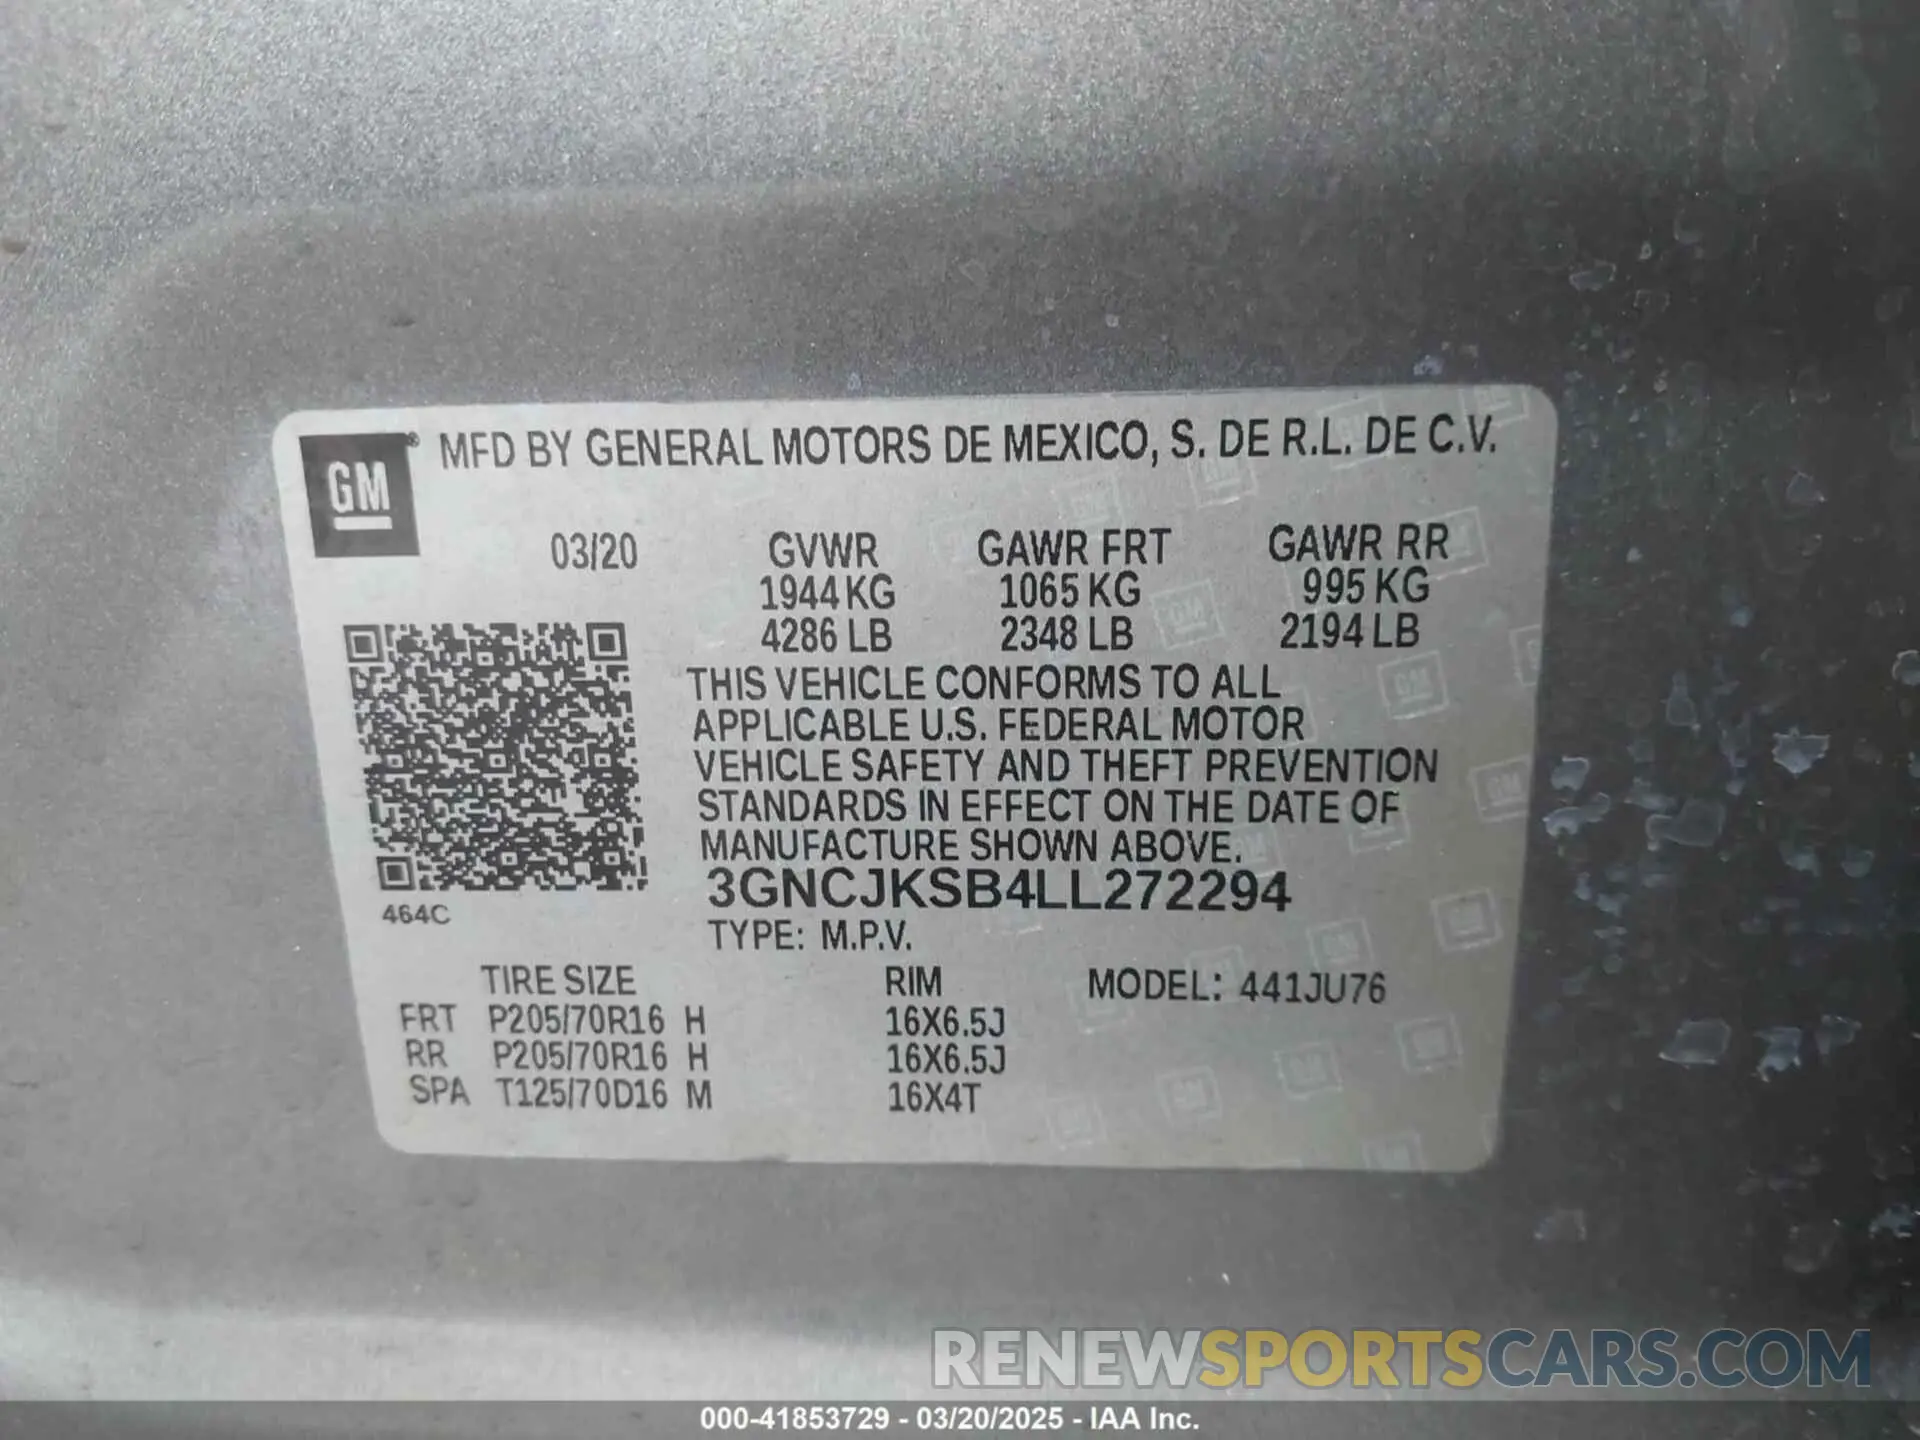 GM ® MFD BY GENERAL MOTORS DE MEXICO, S. DE R.L. DE C.V.
03/20 GVWR GAWR FRT GAWR RR
1944 KG 1065 KG 995 KG
4286 LB 2348 LB 2194 LB
THIS VEHICLE CONFORMS TO ALL
APPLICABLE U.S. FEDERAL MOTOR
VEHICLE SAFETY AND THEFT PREVENTION
STANDARDS IN EFFECT ON THE DATE OF
MANUFACTURE SHOWN ABOVE.
3GNCJKSB4LL272294
464C
TYPE: M.P.V.
TIRE SIZE RIM MODEL: 441JU76
FRT P205/70R16 H 16X6.5J
RR P205/70R16 H 16X6.5J
SPA T125/70D16 M 16X4T
RENEWSPORTSCARS.COM
000-41853729 - 03/20/2025 - IAA Inc.